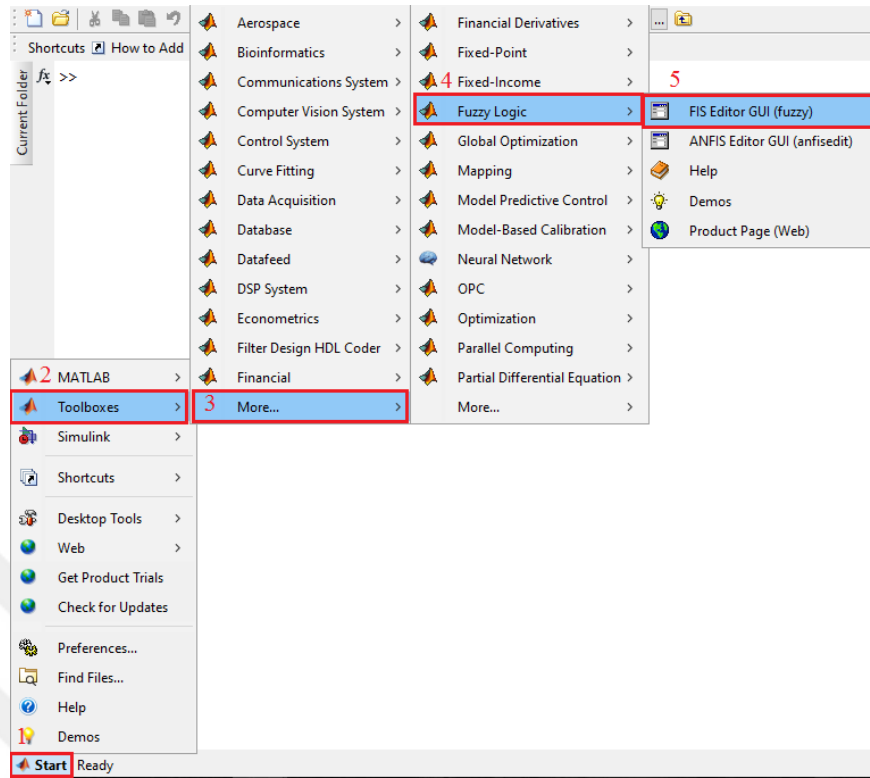 ...
Shortcuts How to Add
Current Folder
fx >>
2 MATLAB
Toolboxes
Simulink
Shortcuts
Desktop Tools
Web
Get Product Trials
Check for Updates
Preferences...
Find Files...
Help
1 Demos
Start Ready
Aerospace
Bioinformatics
Communications System
Computer Vision System
Control System
Curve Fitting
Data Acquisition
Database
Datafeed
DSP System
Econometrics
Filter Design HDL Coder
Financial
3 More...
Financial Derivatives
Fixed-Point
4 Fixed-Income
Fuzzy Logic
Global Optimization
Mapping
Model Predictive Control
Model-Based Calibration
Neural Network
OPC
Optimization
Parallel Computing
Partial Differential Equation
More...
5
FIS Editor GUI (fuzzy)
ANFIS Editor GUI (anfisedit)
Help
Demos
Product Page (Web)